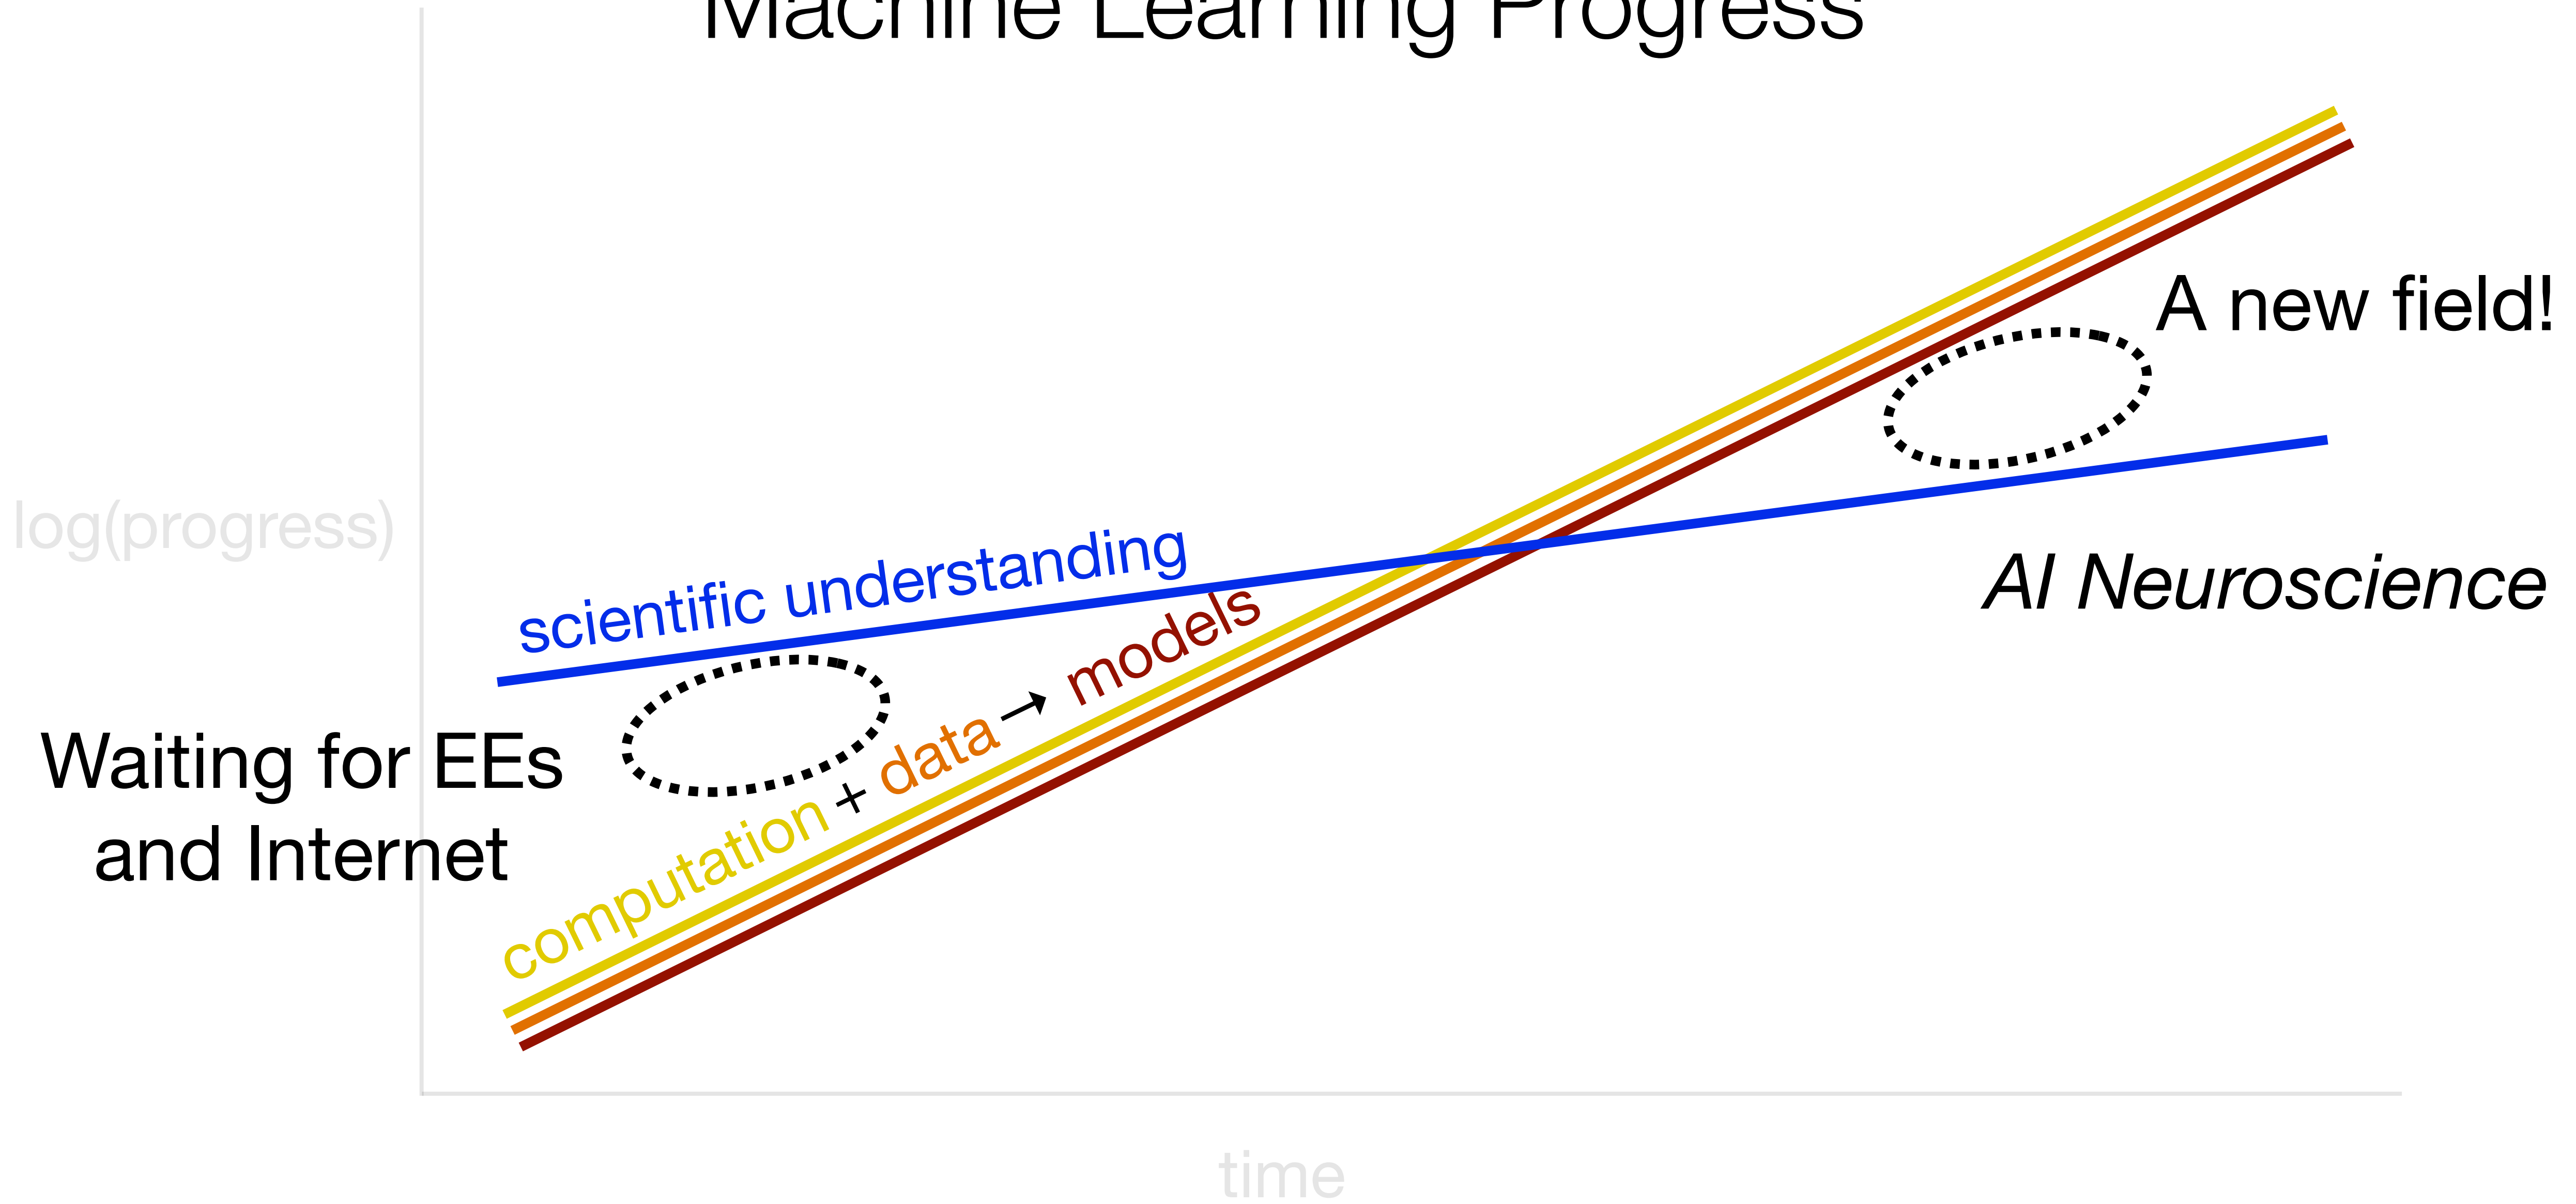 Machine Learning Progress
A new field!
log(progress)
scientific understanding
AI Neuroscience
computation + data → models
Waiting for EEs
and Internet
time